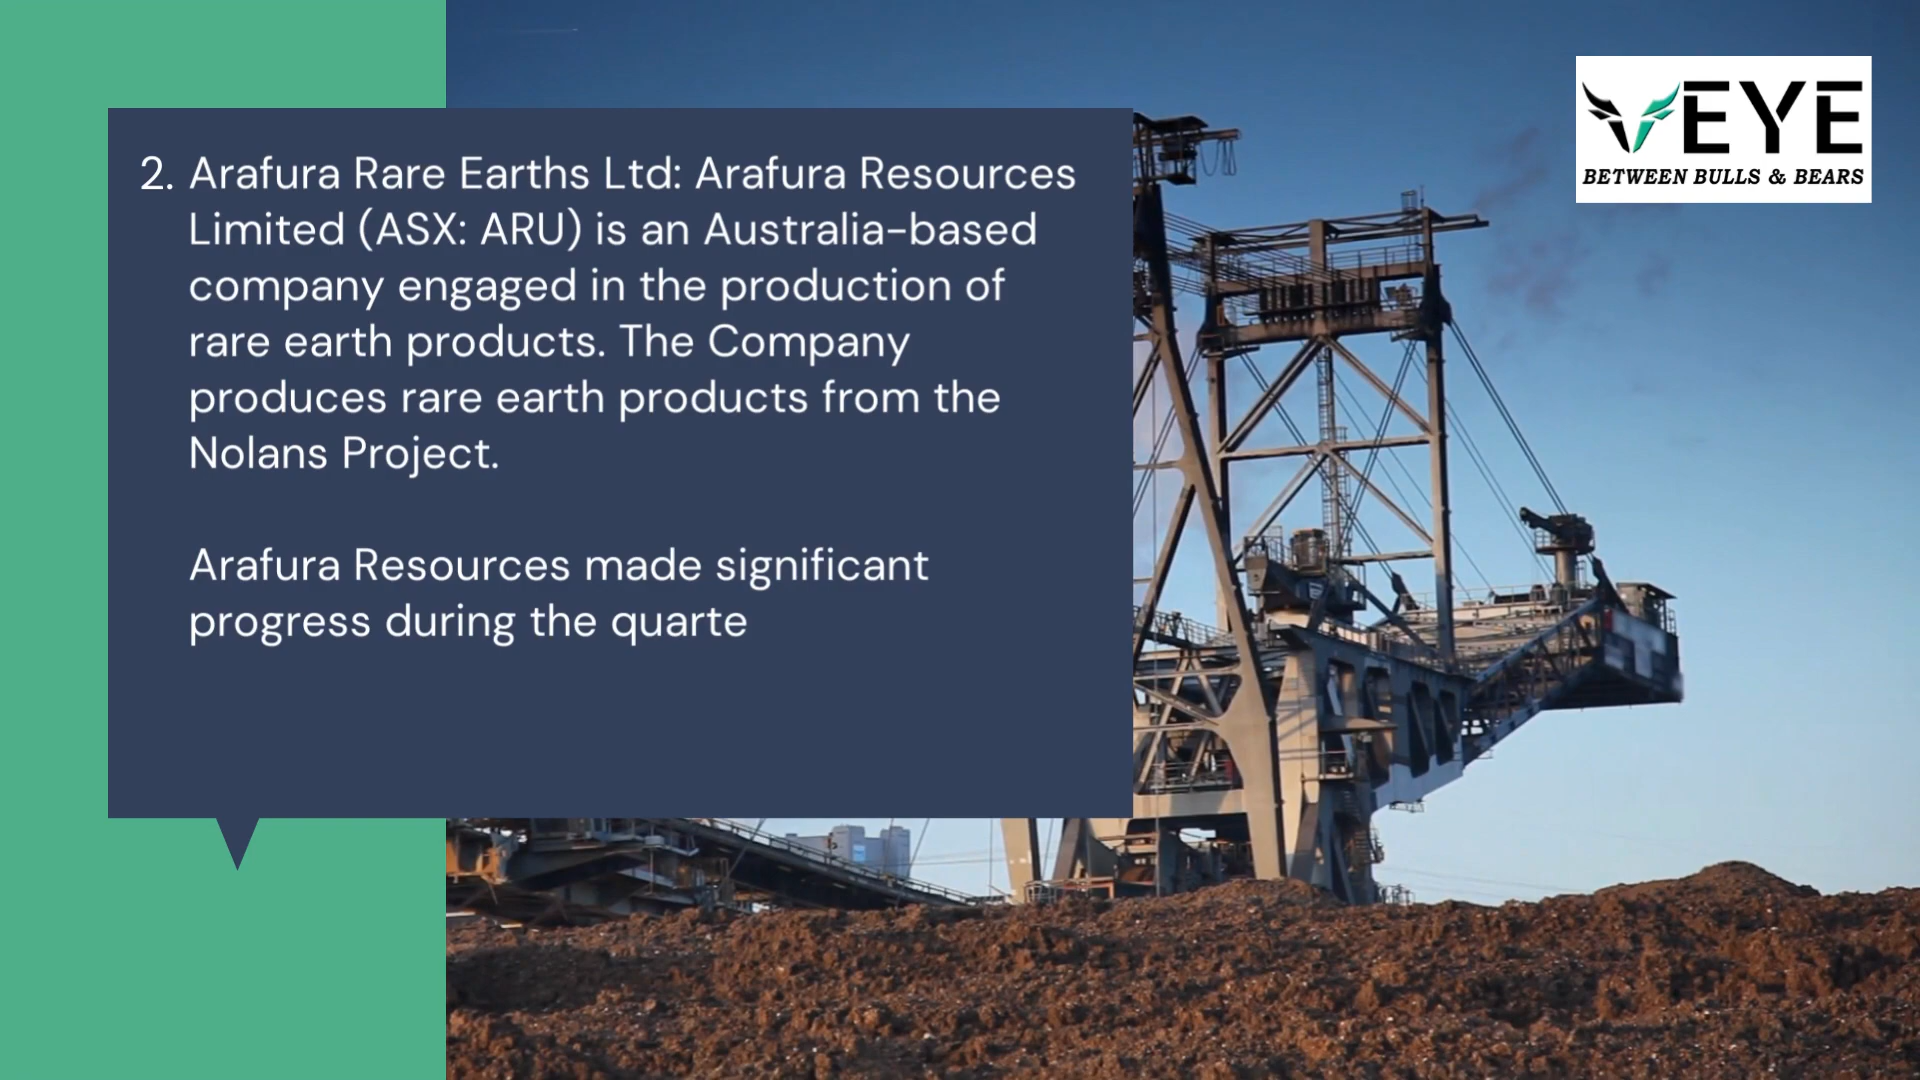 2. Arafura Rare Earths Ltd: Arafura Resources
Limited (ASX: ARU) is an Australia-based
company engaged in the production of
rare earth products. The Company
produces rare earth products from the
Nolans Project.
Arafura Resources made significant
progress during the quarte
VEYE
BETWEEN BULLS & BEARS